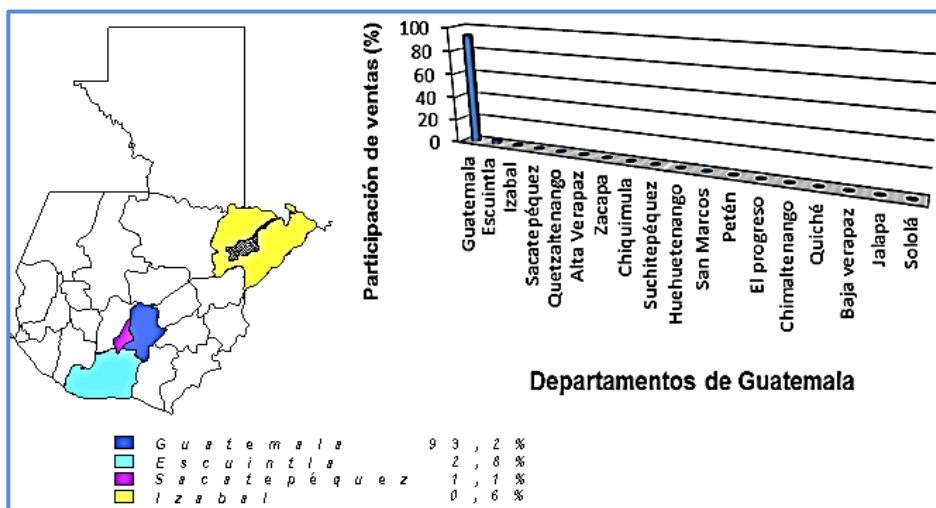 Participación de ventas (%)
100
80
60
40
20
0
Guatemala
Escuintla
Izabal
Sacatepéquez
Quetzaltenango
Alta Verapaz
Zacapa
Chiquimula
Suchitepéquez
Huehuetenango
San Marcos
Petén
El progreso
Chimaltenango
Quiché
Baja verapaz
Jalapa
Sololá
Departamentos de Guatemala
Guatemala 93,2%
Escuintla 2,8%
Sacatepéquez 1,1%
Izabal 0,6%